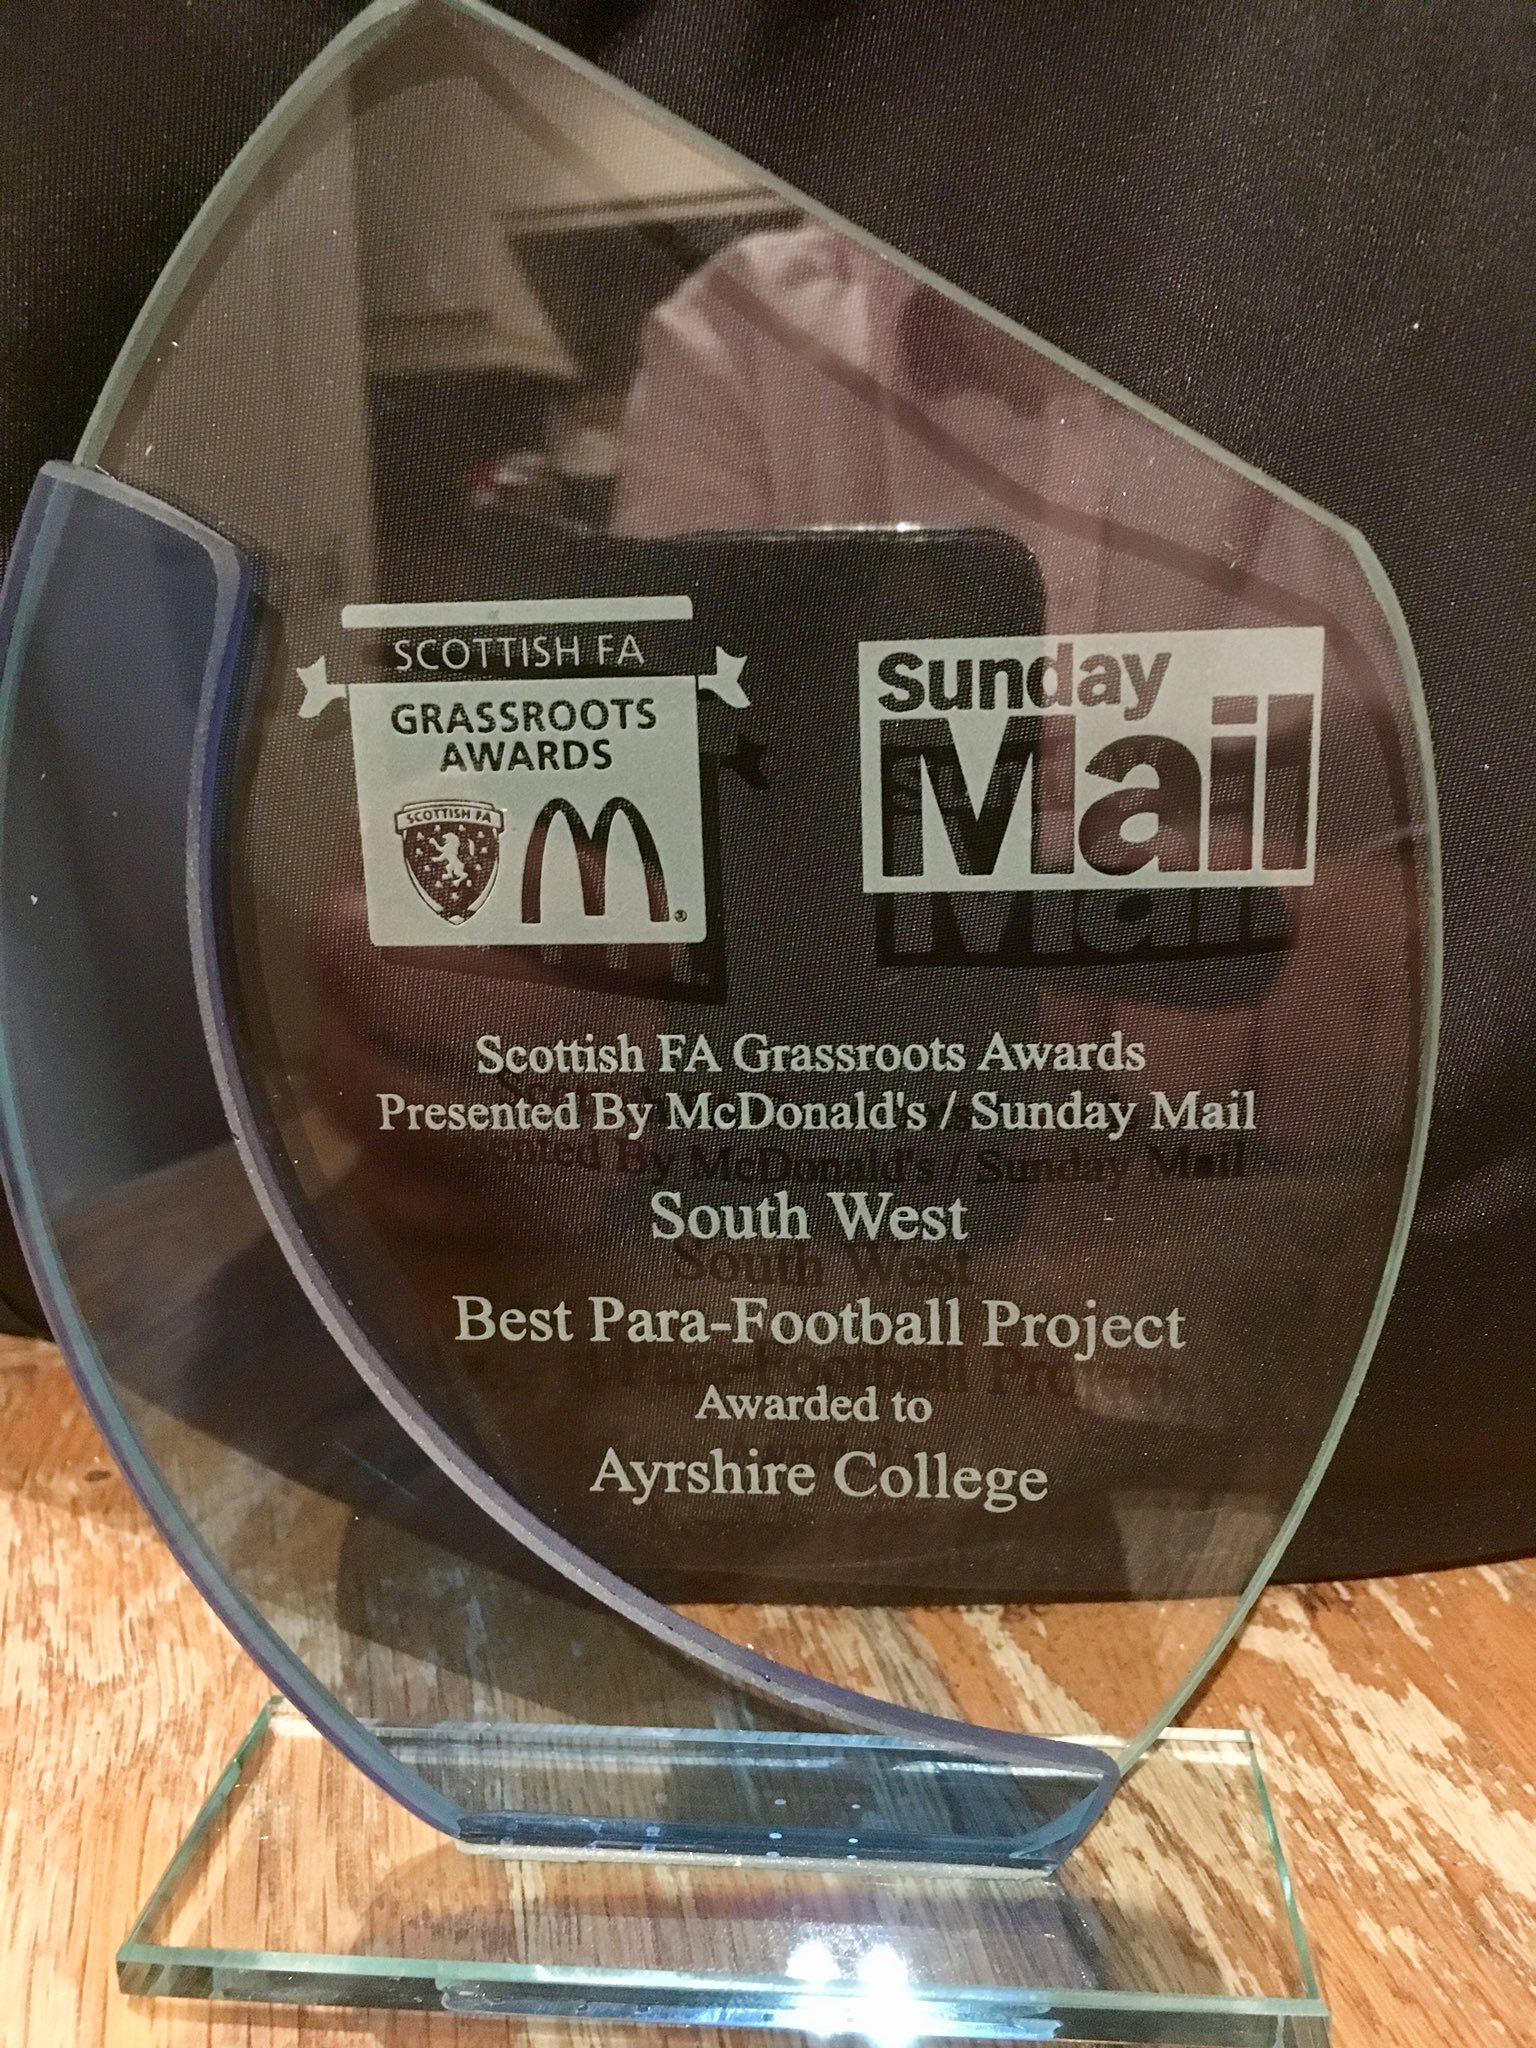 SCOTTISH FA
GRASSROOTS
AWARDS
SCOTTISH FA
Sunday
Mail
Scottish FA Grassroots Awards
Presented By McDonald's / Sunday Mail
South West
Best Para-Football Project
Awarded to
Ayrshire College